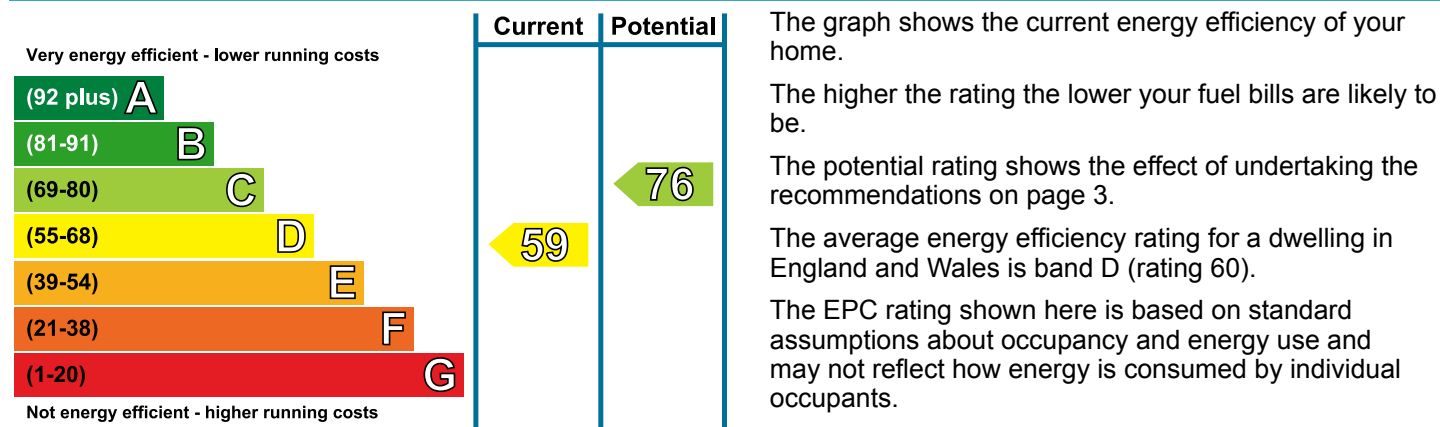 Current Potential
Very energy efficient - lower running costs
(92 plus) A
(81-91) B
(69-80) C
(55-68) D
(39-54) E
(21-38) F
(1-20) G
Not energy efficient - higher running costs
59
76
The graph shows the current energy efficiency of your
home.
The higher the rating the lower your fuel bills are likely to
be.
The potential rating shows the effect of undertaking the
recommendations on page 3.
The average energy efficiency rating for a dwelling in
England and Wales is band D (rating 60).
The EPC rating shown here is based on standard
assumptions about occupancy and energy use and
may not reflect how energy is consumed by individual
occupants.